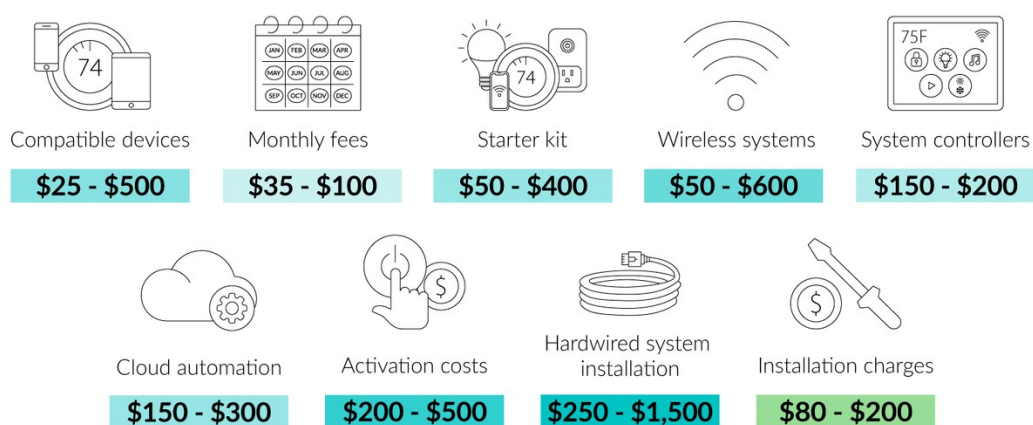 74
JAN FEB MAR APR
MAY JUN JUL AUG
SEP OCT NOV DEC
74
75F
Compatible devices
Monthly fees
Starter kit
Wireless systems
System controllers
$25 - $500
$35 - $100
$50 - $400
$50 - $600
$150 - $200
$
$
Cloud automation
Activation costs
Hardwired system
installation
Installation charges
$150 - $300
$200 - $500
$250 - $1,500
$80 - $200